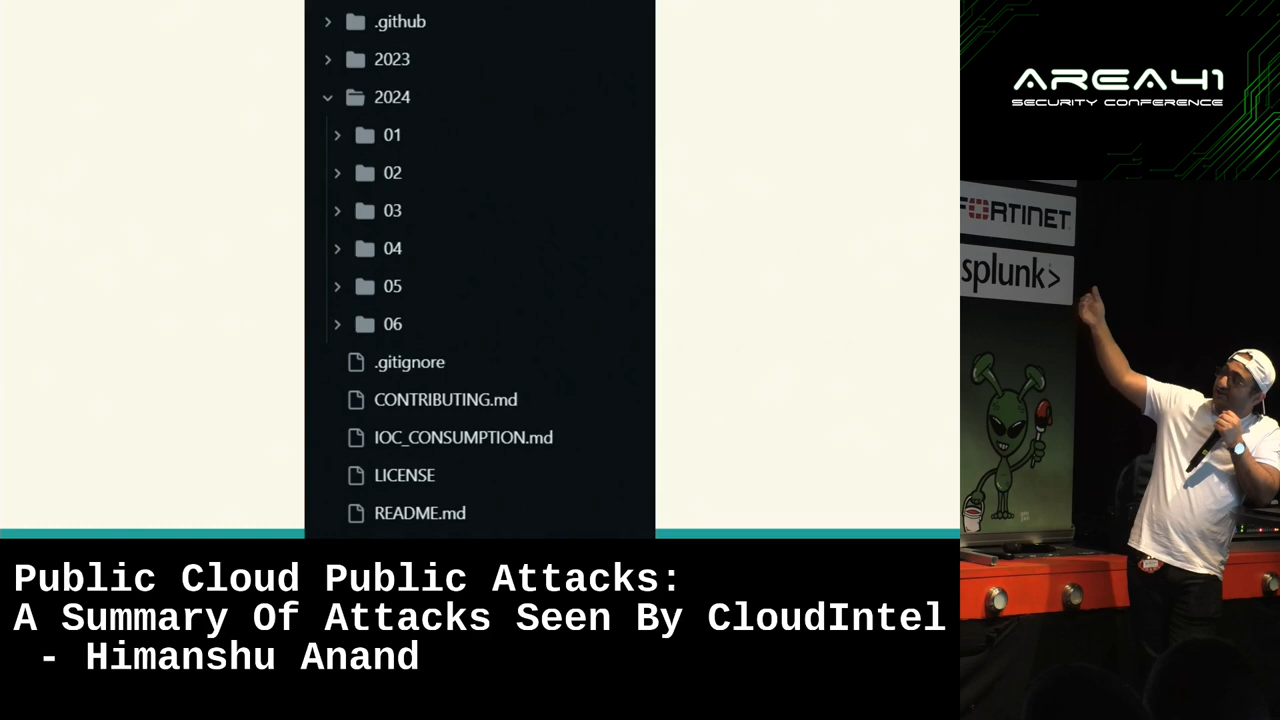 .github
2023
2024
01
02
03
04
05
06
.gitignore
CONTRIBUTING.md
IOC_CONSUMPTION.md
LICENSE
README.md
Public Cloud Public Attacks:
A Summary Of Attacks Seen By CloudIntel
- Himanshu Anand
AREA41
SECURITY CONFERENCE
FORTINET
splunk>